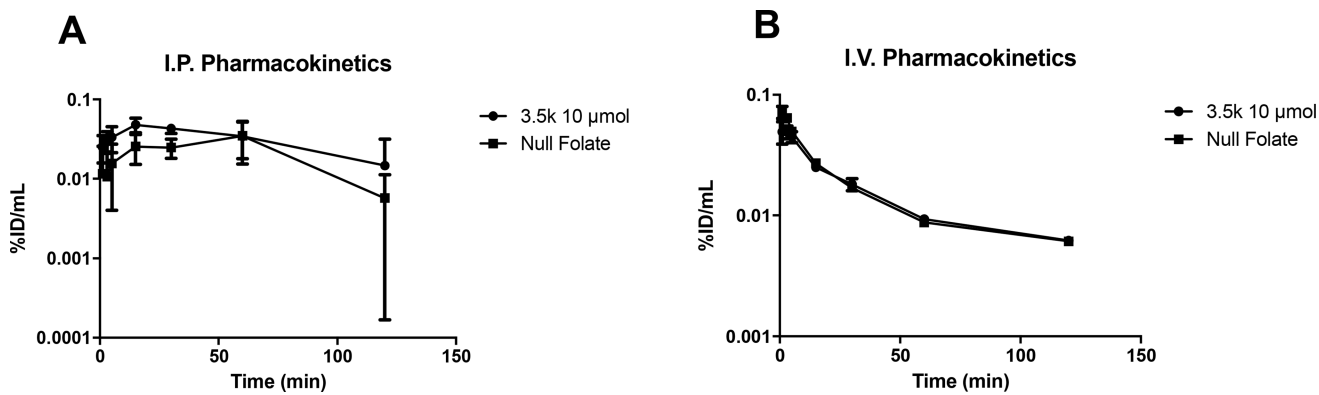 A
I.P. Pharmacokinetics
0.1
0.01
0.001
0.0001
%ID/mL
0
50
100
150
Time (min)
3.5k 10 μmol
Null Folate
B
I.V. Pharmacokinetics
0.1
0.01
0.001
%ID/mL
0
50
100
150
Time (min)
3.5k 10 μmol
Null Folate